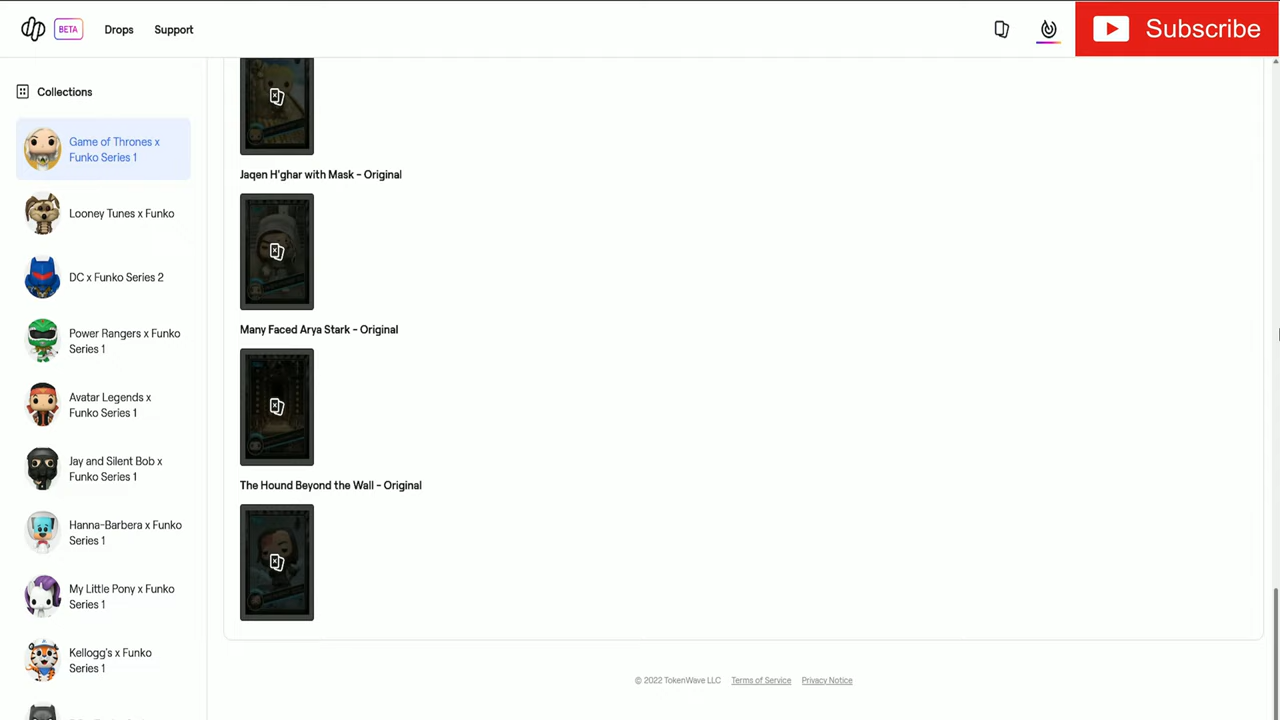 BETA
Drops
Support
Subscribe
Collections
Game of Thrones x
Funko Series 1
Looney Tunes x Funko
DC x Funko Series 2
Power Rangers x Funko
Series 1
Avatar Legends x
Funko Series 1
Jay and Silent Bob x
Funko Series 1
Hanna-Barbera x Funko
Series 1
My Little Pony x Funko
Series 1
Kellogg's x Funko
Series 1
Jaqen H'ghar with Mask - Original
Many Faced Arya Stark - Original
The Hound Beyond the Wall - Original
© 2022 TokenWave LLC
Terms of Service
Privacy Notice